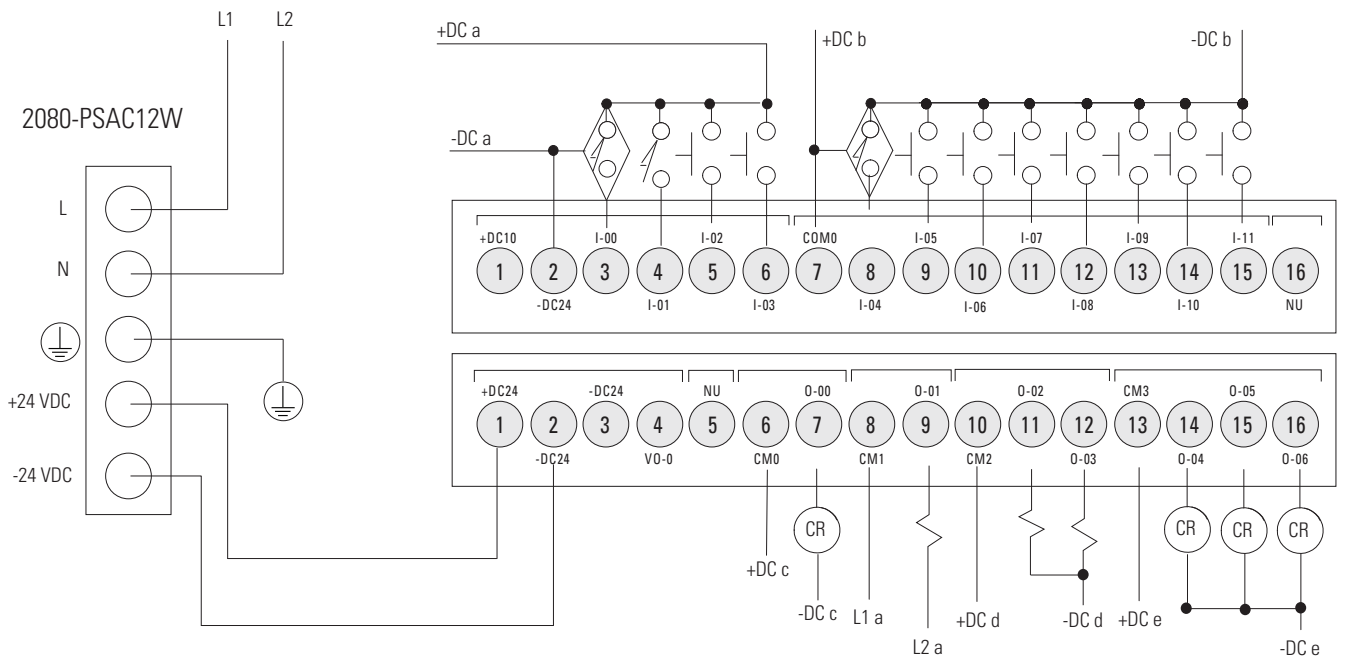 L1 L2
+DC a
+DC b
-DC b
2080-PSAC12W
-DC a
L
N
+24 VDC
-24 VDC
+DC10 I-00 I-02 COM0 I-05 I-07 I-09 I-11
1 2 3 4 5 6 7 8 9 10 11 12 13 14 15 16
-DC24 I-01 I-03 I-04 I-06 I-08 I-10 NU
+DC24 -DC24 NU O-00 O-01 O-02 CM3 O-05
1 2 3 4 5 6 7 8 9 10 11 12 13 14 15 16
-DC24 VO-0 CM0 CM1 CM2 O-03 O-04 O-06
CR CR CR CR
+DC c
-DC c
L1 a
L2 a
+DC d
-DC d
+DC e
-DC e